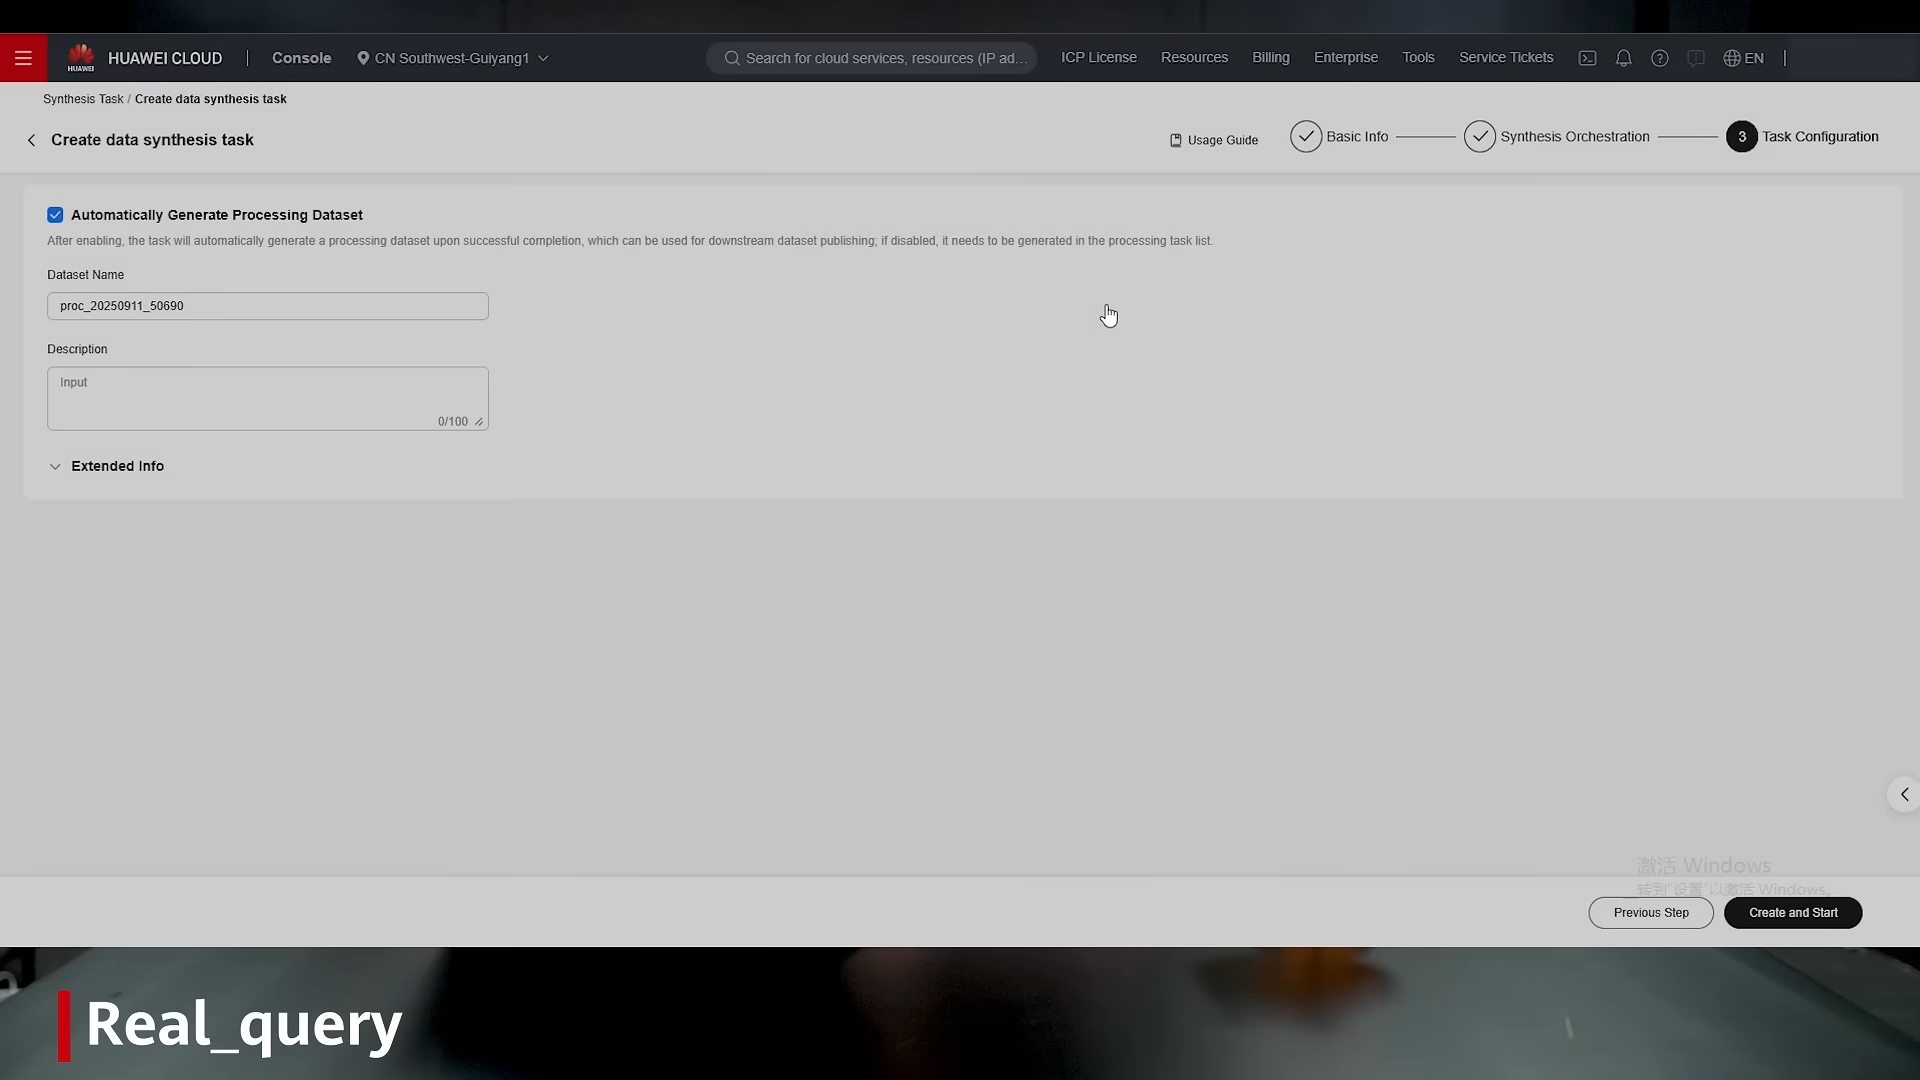 HUAWEI
HUAWEI CLOUD
Console
CN Southwest-Guiyang1
Search for cloud services, resources (IP ad...
ICP License
Resources
Billing
Enterprise
Tools
Service Tickets
EN
Synthesis Task / Create data synthesis task
Create data synthesis task
Usage Guide
Basic Info
Synthesis Orchestration
3 Task Configuration
Automatically Generate Processing Dataset
After enabling, the task will automatically generate a processing dataset upon successful completion, which can be used for downstream dataset publishing; if disabled, it needs to be generated in the processing task list.
Dataset Name
proc_20250911_50690
Description
Input
0/100
Extended Info
激活 Windows
转到"设置"以激活 Windows。
Previous Step
Create and Start
Real_query